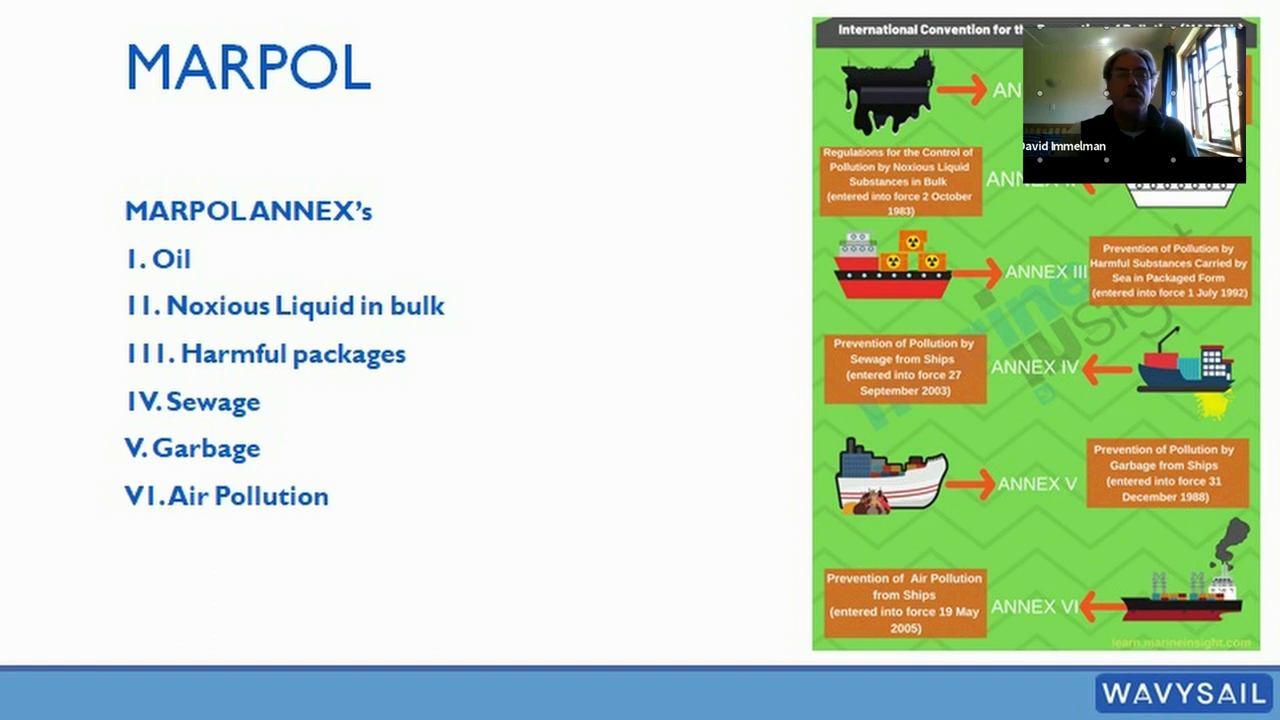 MARPOL
MARPOL ANNEX's
I. Oil
II. Noxious Liquid in bulk
III. Harmful packages
IV. Sewage
V. Garbage
VI. Air Pollution
International Convention for
AN
David Immelman
Regulations for the Control of
Pollution by Noxious Liquid
Substances in Bulk
(entered into force 2 October
1983)
ANNEX
ANNEX III
Prevention of Pollution by
Harmful Substances Carried by
Sea in Packaged Form
(entered into force 1 July 1992)
Prevention of Pollution by
Sewage from Ships
(entered into force 27
September 2003)
ANNEX IV
ANNEX V
Prevention of Pollution by
Garbage from Ships
(entered into force 31
December 1988)
Prevention of Air Pollution
from Ships
(entered into force 19 May
2005)
ANNEX VI
learn.marineinsight.com
WAVYSAIL